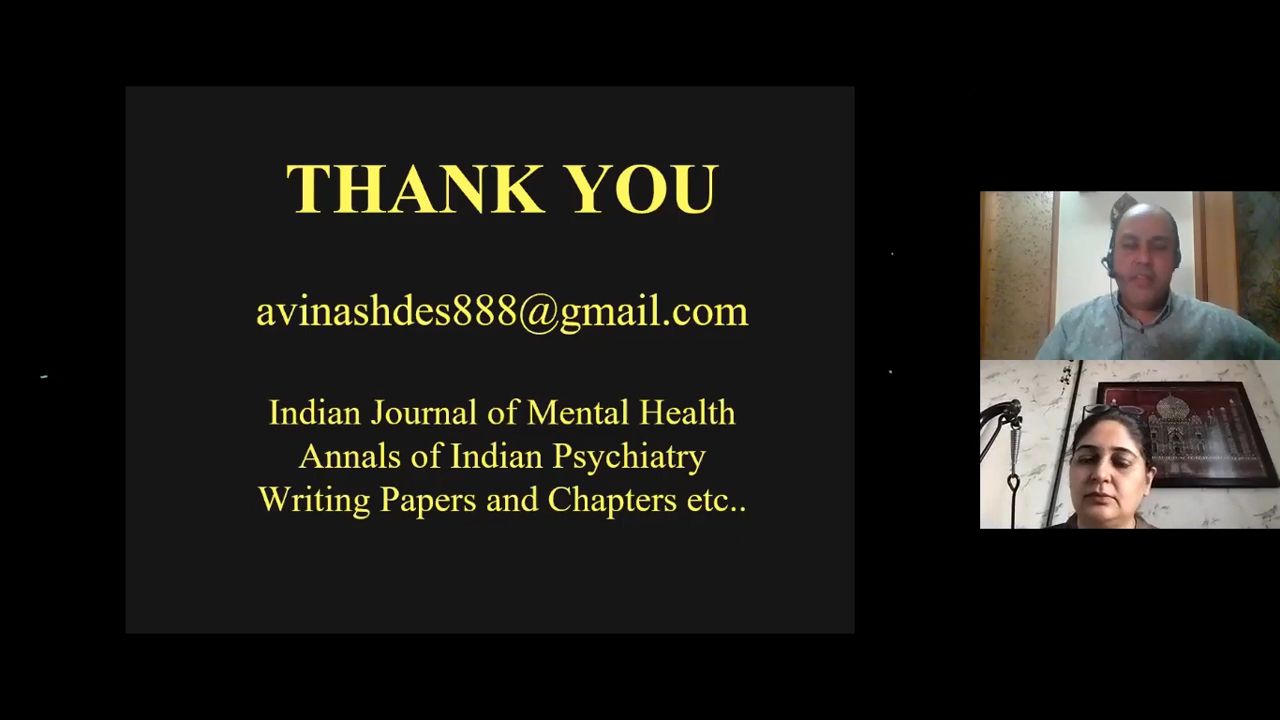 THANK YOU
avinashdes888@gmail.com
Indian Journal of Mental Health
Annals of Indian Psychiatry
Writing Papers and Chapters etc..